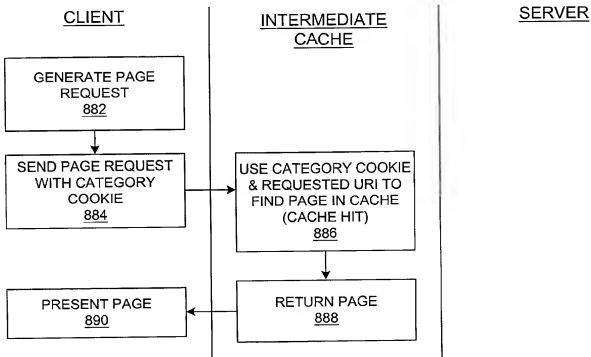 CLIENT
INTERMEDIATE
CACHE
SERVER
GENERATE PAGE
REQUEST
882
SEND PAGE REQUEST
WITH CATEGORY
COOKIE
884
USE CATEGORY COOKIE
& REQUESTED URI TO
FIND PAGE IN CACHE
(CACHE HIT)
886
PRESENT PAGE
890
RETURN PAGE
888